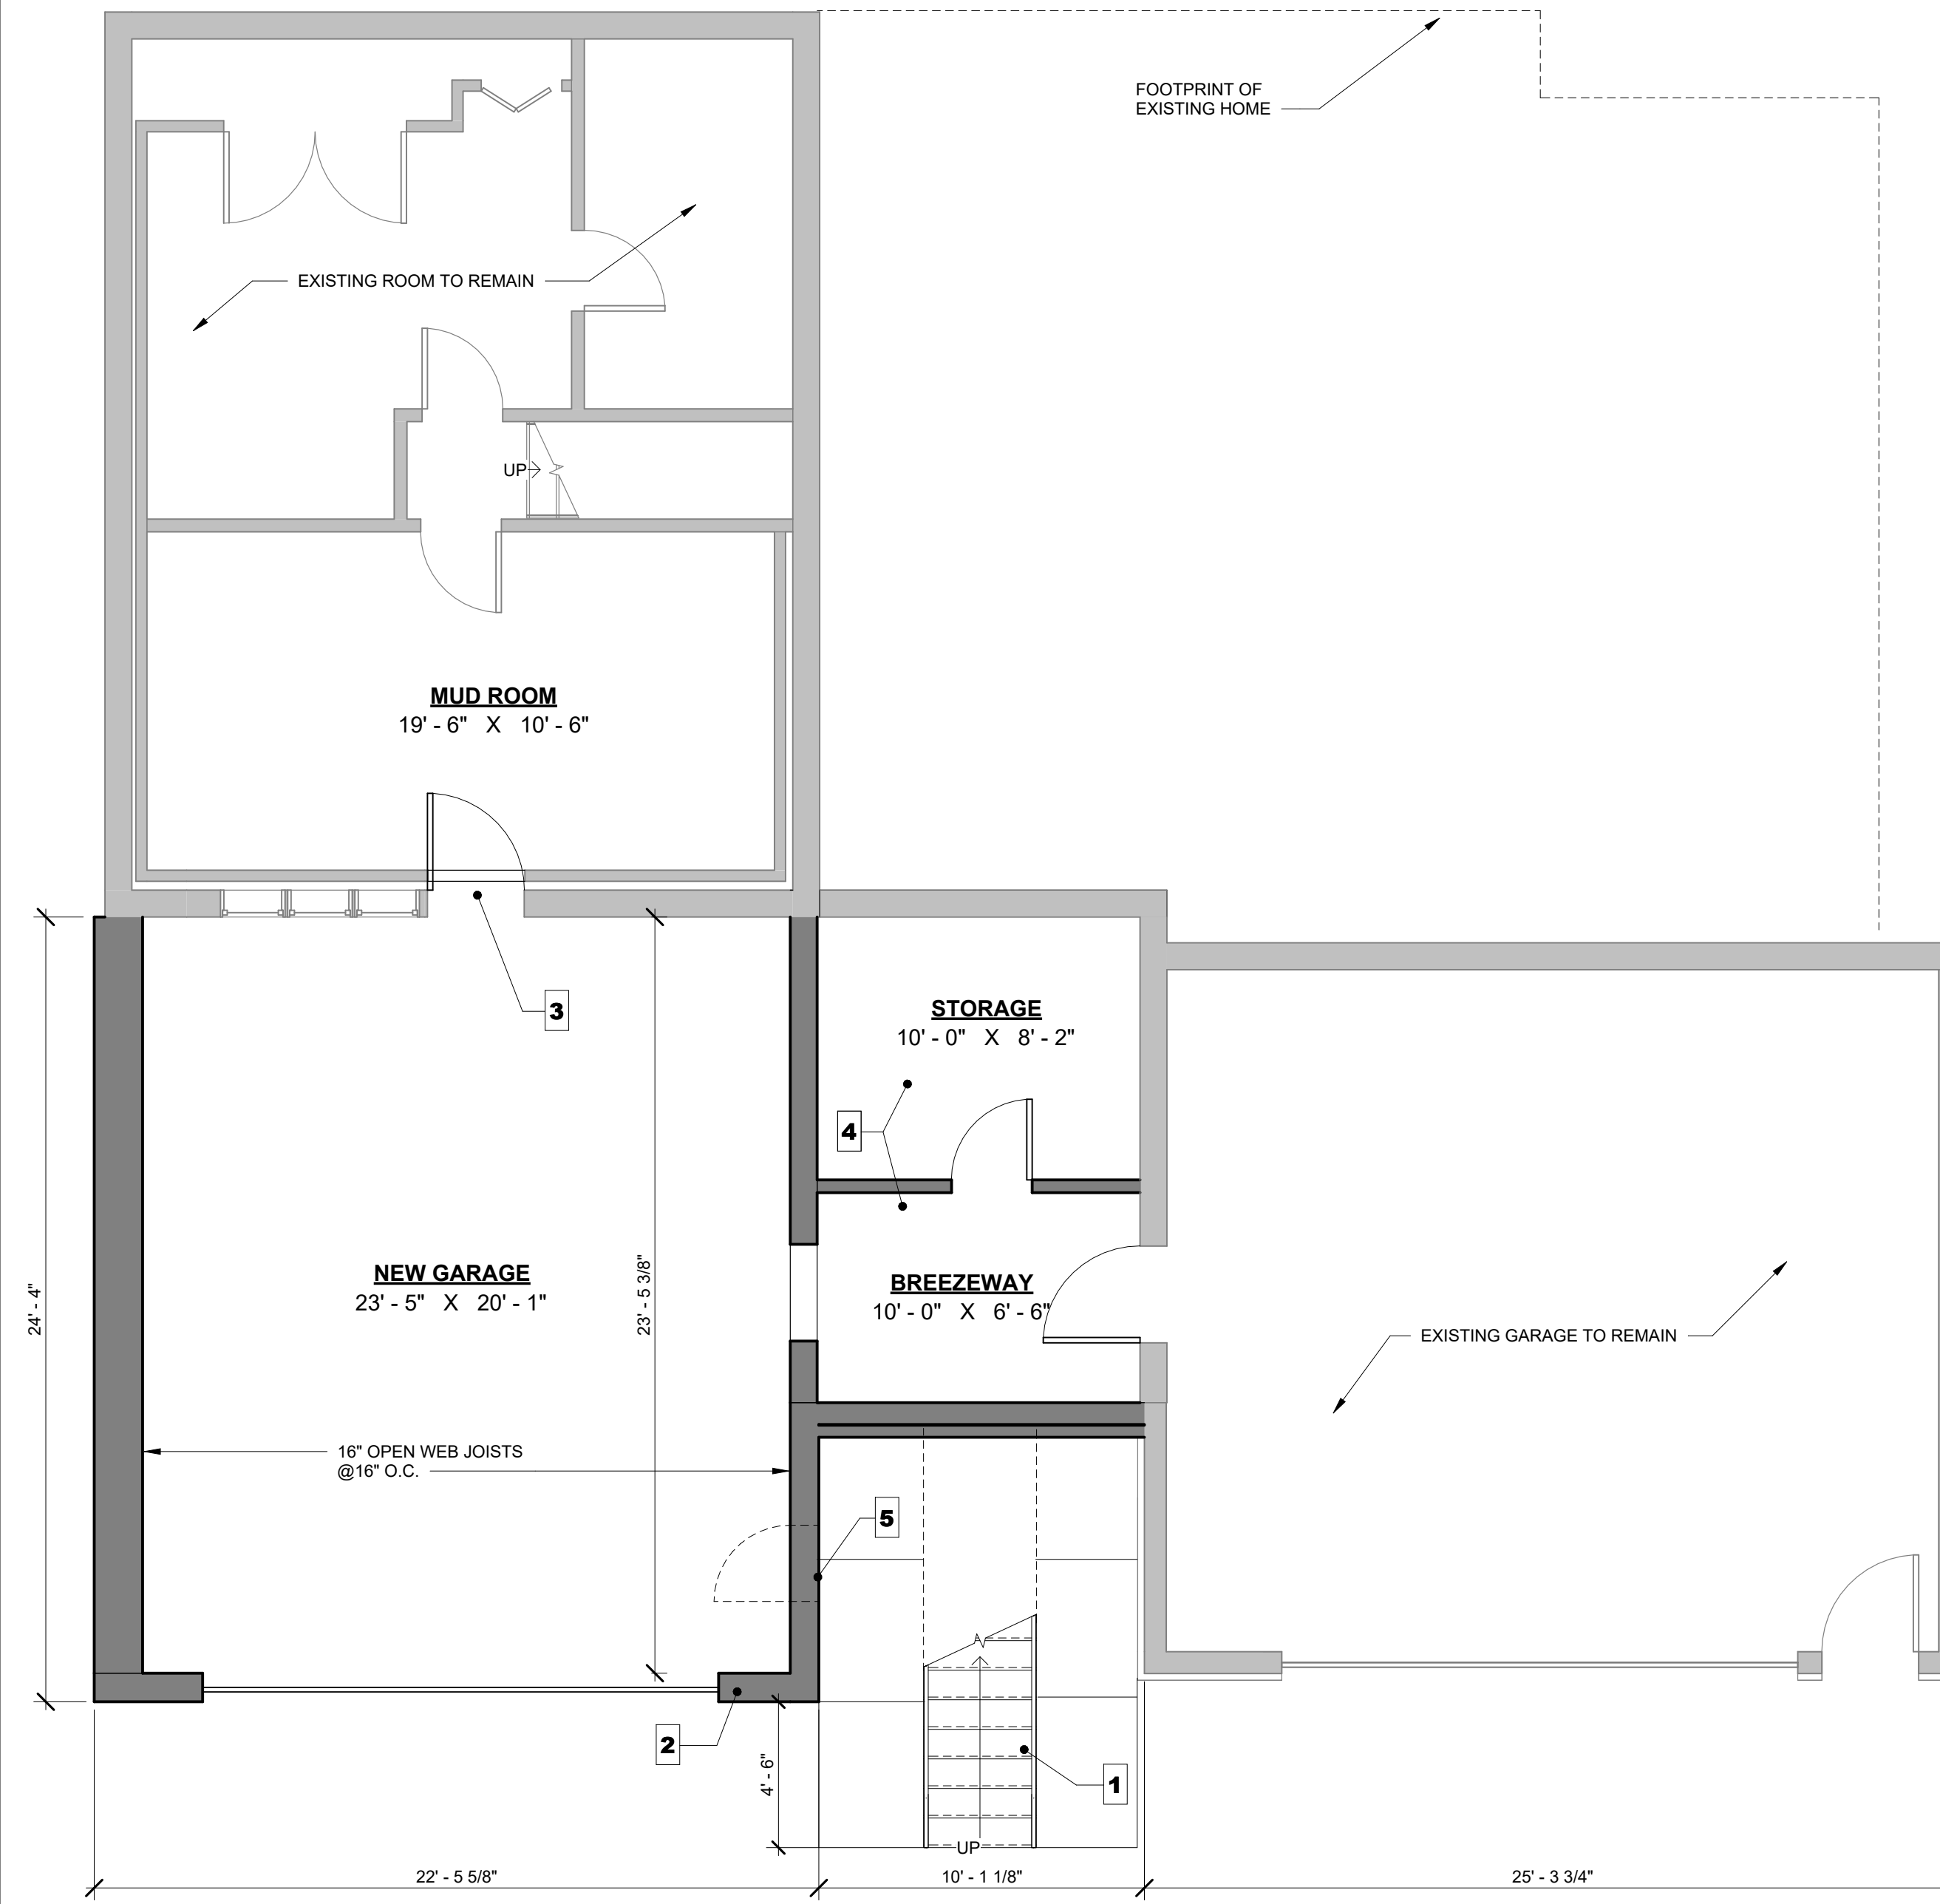 FOOTPRINT OF
EXISTING HOME
EXISTING ROOM TO REMAIN
UP
MUD ROOM
19' - 6" X 10' - 6"
3
STORAGE
10' - 0" X 8' - 2"
4
NEW GARAGE
23' - 5" X 20' - 1"
24' - 4"
23' - 5 3/8"
BREEZEWAY
10' - 0" X 6' - 6"
EXISTING GARAGE TO REMAIN
16" OPEN WEB JOISTS
@16" O.C.
5
2
4' - 6"
1
UP
22' - 5 5/8"
10' - 1 1/8"
25' - 3 3/4"